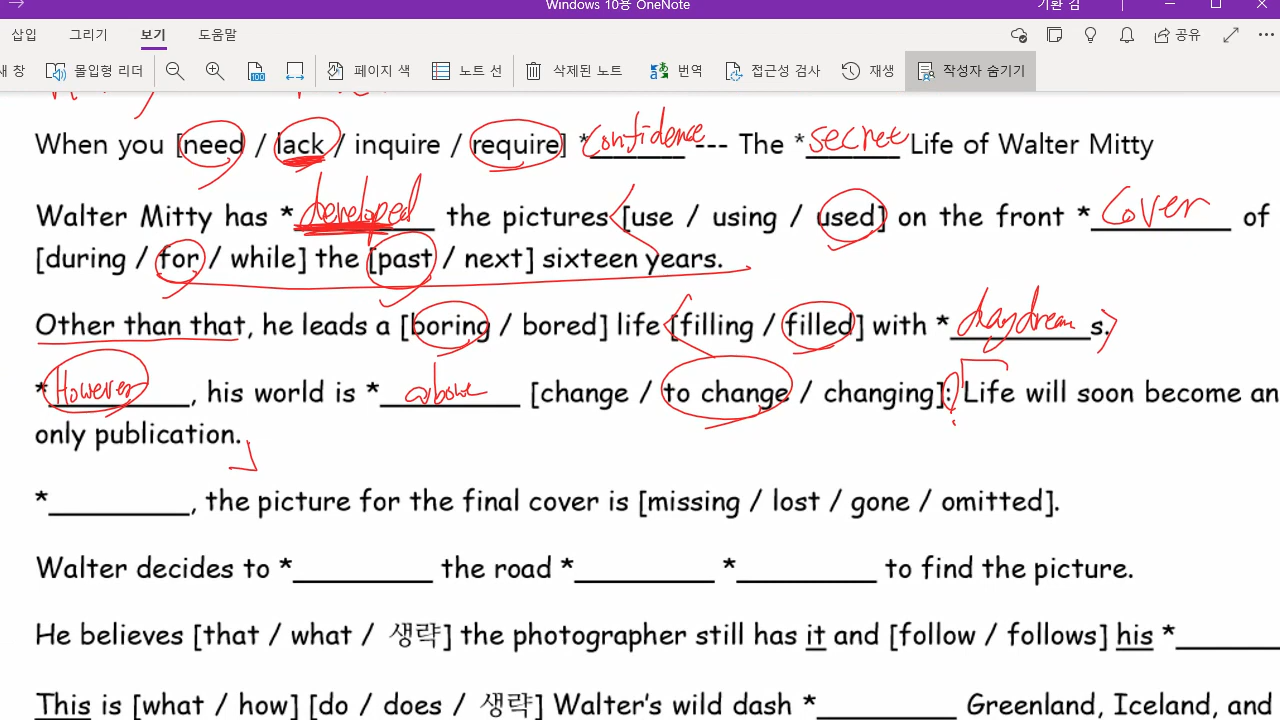 Windows 10용 OneNote 기환 김
삽입 그리기 보기 도움말 공유
새 창 몰입형 리더 페이지 색 노트 선 삭제된 노트 번역 접근성 검사 재생 작성자 숨기기
When you [need / lack / inquire / require] *confidence --- The *secret Life of Walter Mitty
Walter Mitty has *developed the pictures [use / using / used] on the front *cover of
[during / for / while] the [past / next] sixteen years.
Other than that, he leads a [boring / bored] life [filling / filled] with *daydreams.
*However, his world is *about [change / to change / changing]: Life will soon become an
only publication.
*_________, the picture for the final cover is [missing / lost / gone / omitted].
Walter decides to *_________ the road *_________ *_________ to find the picture.
He believes [that / what / 생략] the photographer still has it and [follow / follows] his *_________
This is [what / how] [do / does / 생략] Walter's wild dash *_________ Greenland, Iceland, and